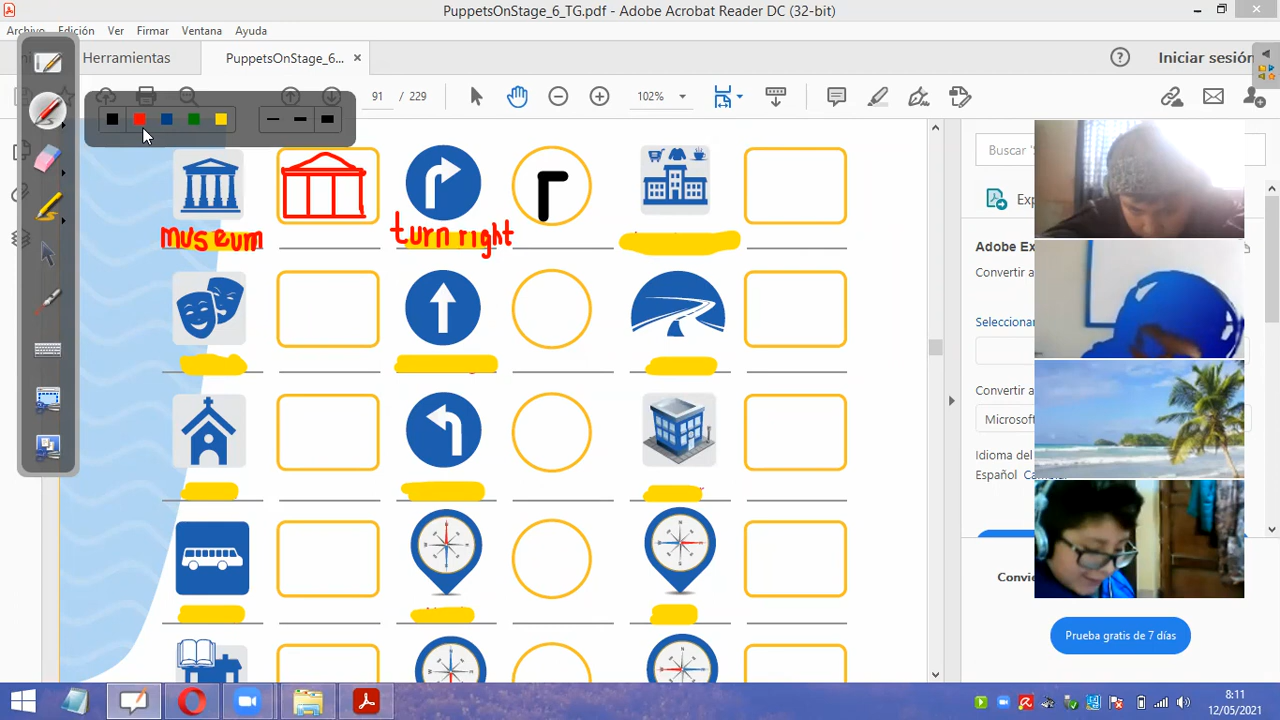 PuppetsOnStage_6_TG.pdf - Adobe Acrobat Reader DC (32-bit)
Archivo Edición Ver Firmar Ventana Ayuda
Herramientas PuppetsOnStage_6... × Iniciar sesión
91 / 229 102%
Buscar
museum
turn right
Adobe
Convertir a
Seleccionar
Convertir a
Microsoft
Idioma del
Español
Prueba gratis de 7 días
8:11
12/05/2021